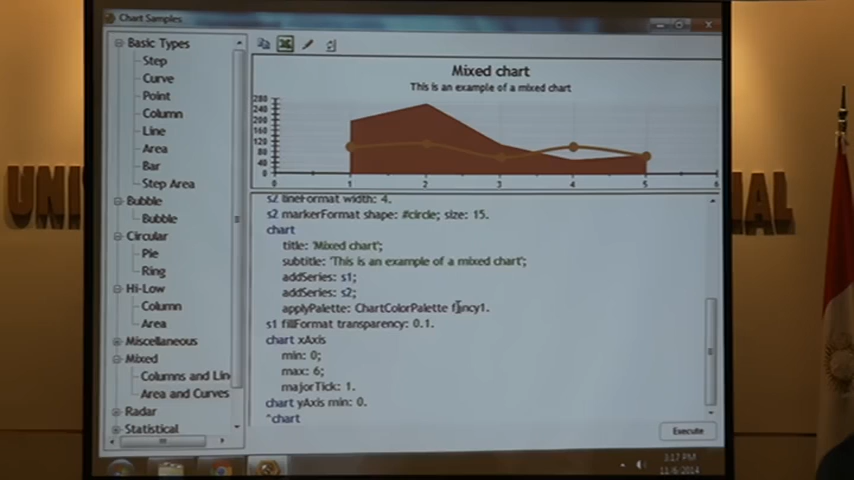 Chart Samples
Basic Types
Step
Curve
Point
Column
Line
Area
Bar
Step Area
Bubble
Bubble
Circular
Pie
Ring
Hi-Low
Column
Area
Miscellaneous
Mixed
Columns and Lin
Area and Curves
Radar
Statistical
Mixed chart
This is an example of a mixed chart
280
200
160
120
80
40
0
0 1 2 3 4 5 6
s2 lineFormat width: 4.
s2 markerFormat shape: #circle; size: 15.
chart
title: 'Mixed chart';
subtitle: 'This is an example of a mixed chart';
addSeries: s1;
addSeries: s2;
applyPalette: ChartColorPalette fancy1.
s1 fillFormat transparency: 0.1.
chart xAxis
min: 0;
max: 6;
majorTick: 1.
chart yAxis min: 0.
^chart
Execute
3:17 PM
11-6-2014
UNI
AL